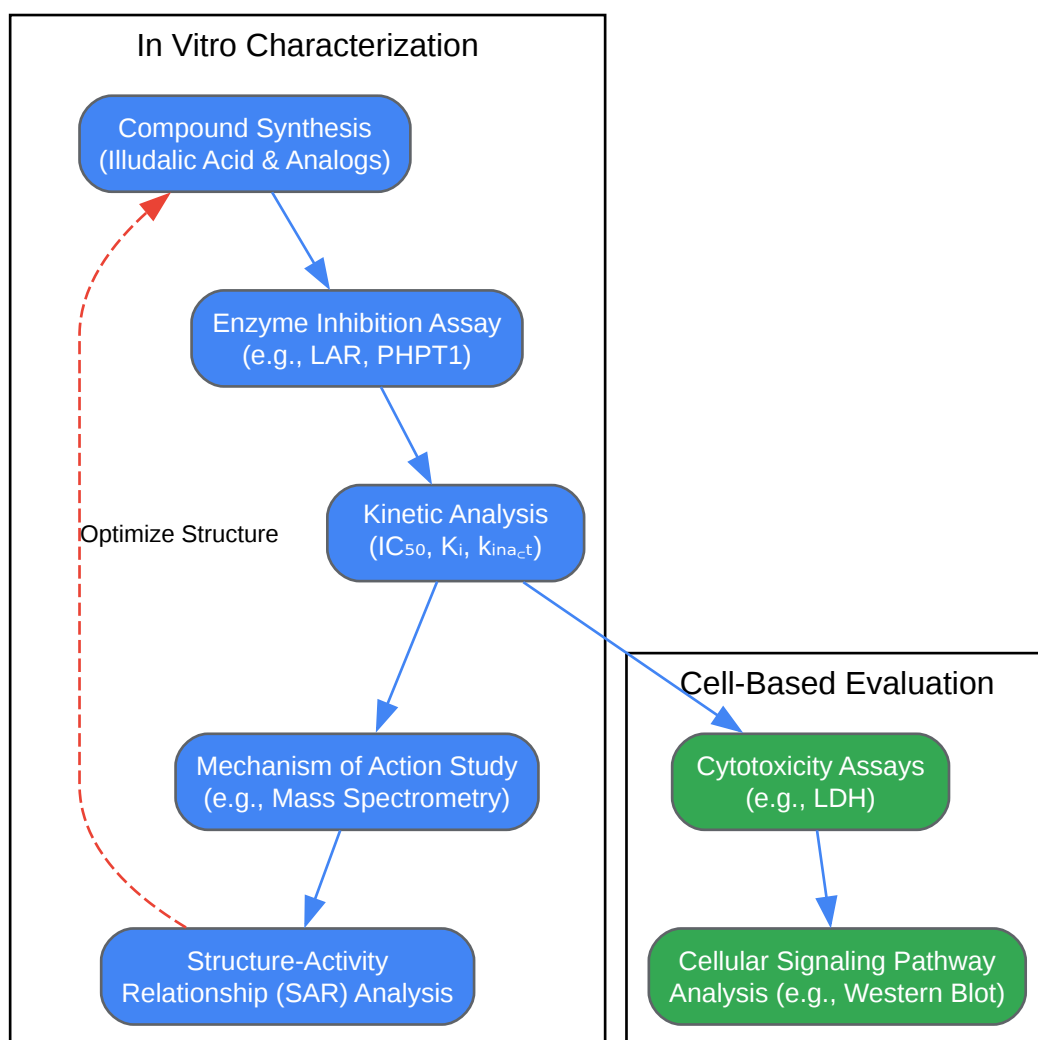 In Vitro Characterization
Compound Synthesis
(Illudalic Acid & Analogs)
Enzyme Inhibition Assay
(e.g., LAR, PHPT1)
Kinetic Analysis
(IC₅₀, Kᵢ, kᵢₙₐ꜀ₜ)
Optimize Structure
Mechanism of Action Study
(e.g., Mass Spectrometry)
Structure-Activity
Relationship (SAR) Analysis
Cell-Based Evaluation
Cytotoxicity Assays
(e.g., LDH)
Cellular Signaling Pathway
Analysis (e.g., Western Blot)